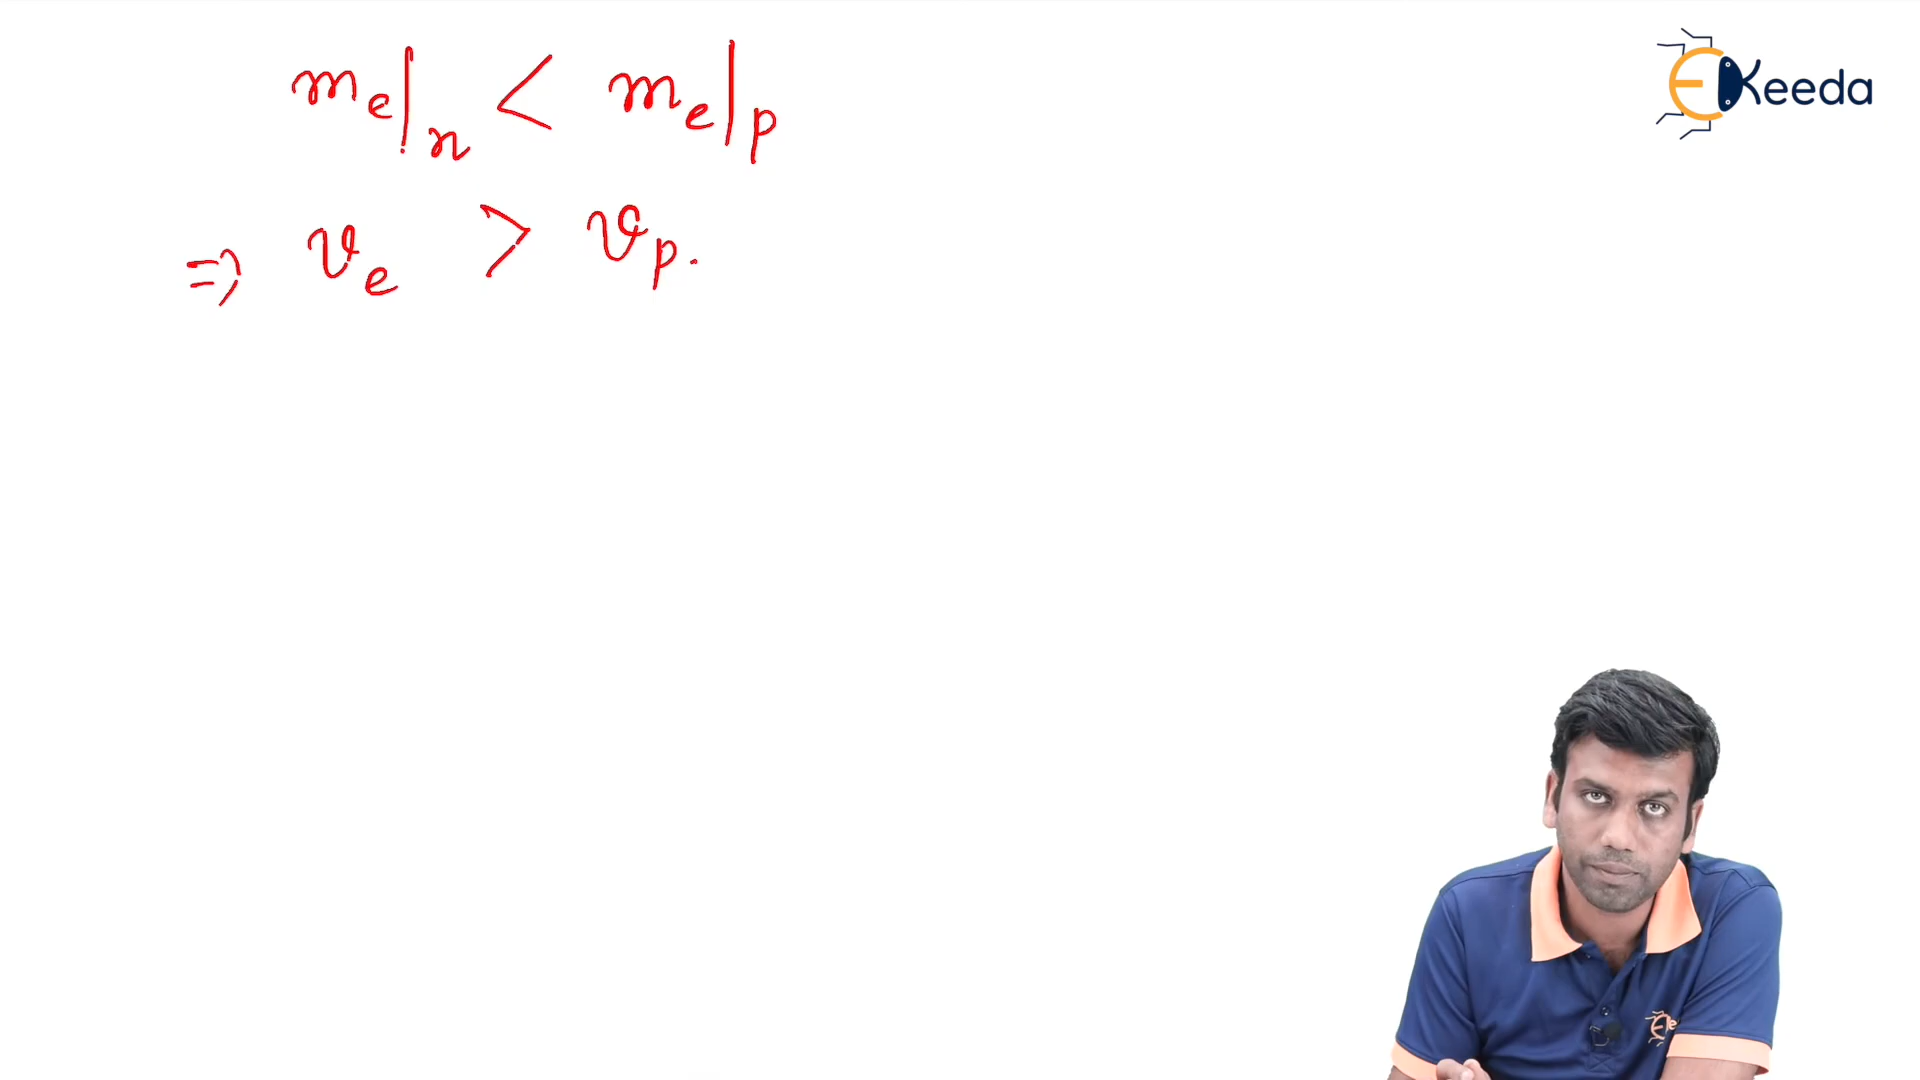 mₑ|ₙ < mₑ|ₚ
⇒ vₑ > vₚ.
EKeeda